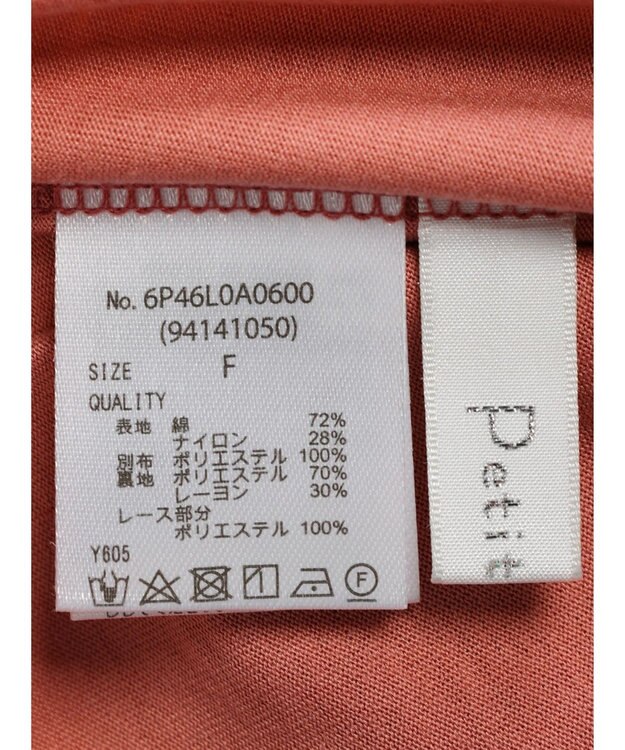 No. 6P46L0A0600
(94141050)
SIZE F
QUALITY
表地 綿 72%
ナイロン 28%
別布 ポリエステル 100%
裏地 ポリエステル 70%
レーヨン 30%
レース部分
ポリエステル 100%
Y605
F
Petit